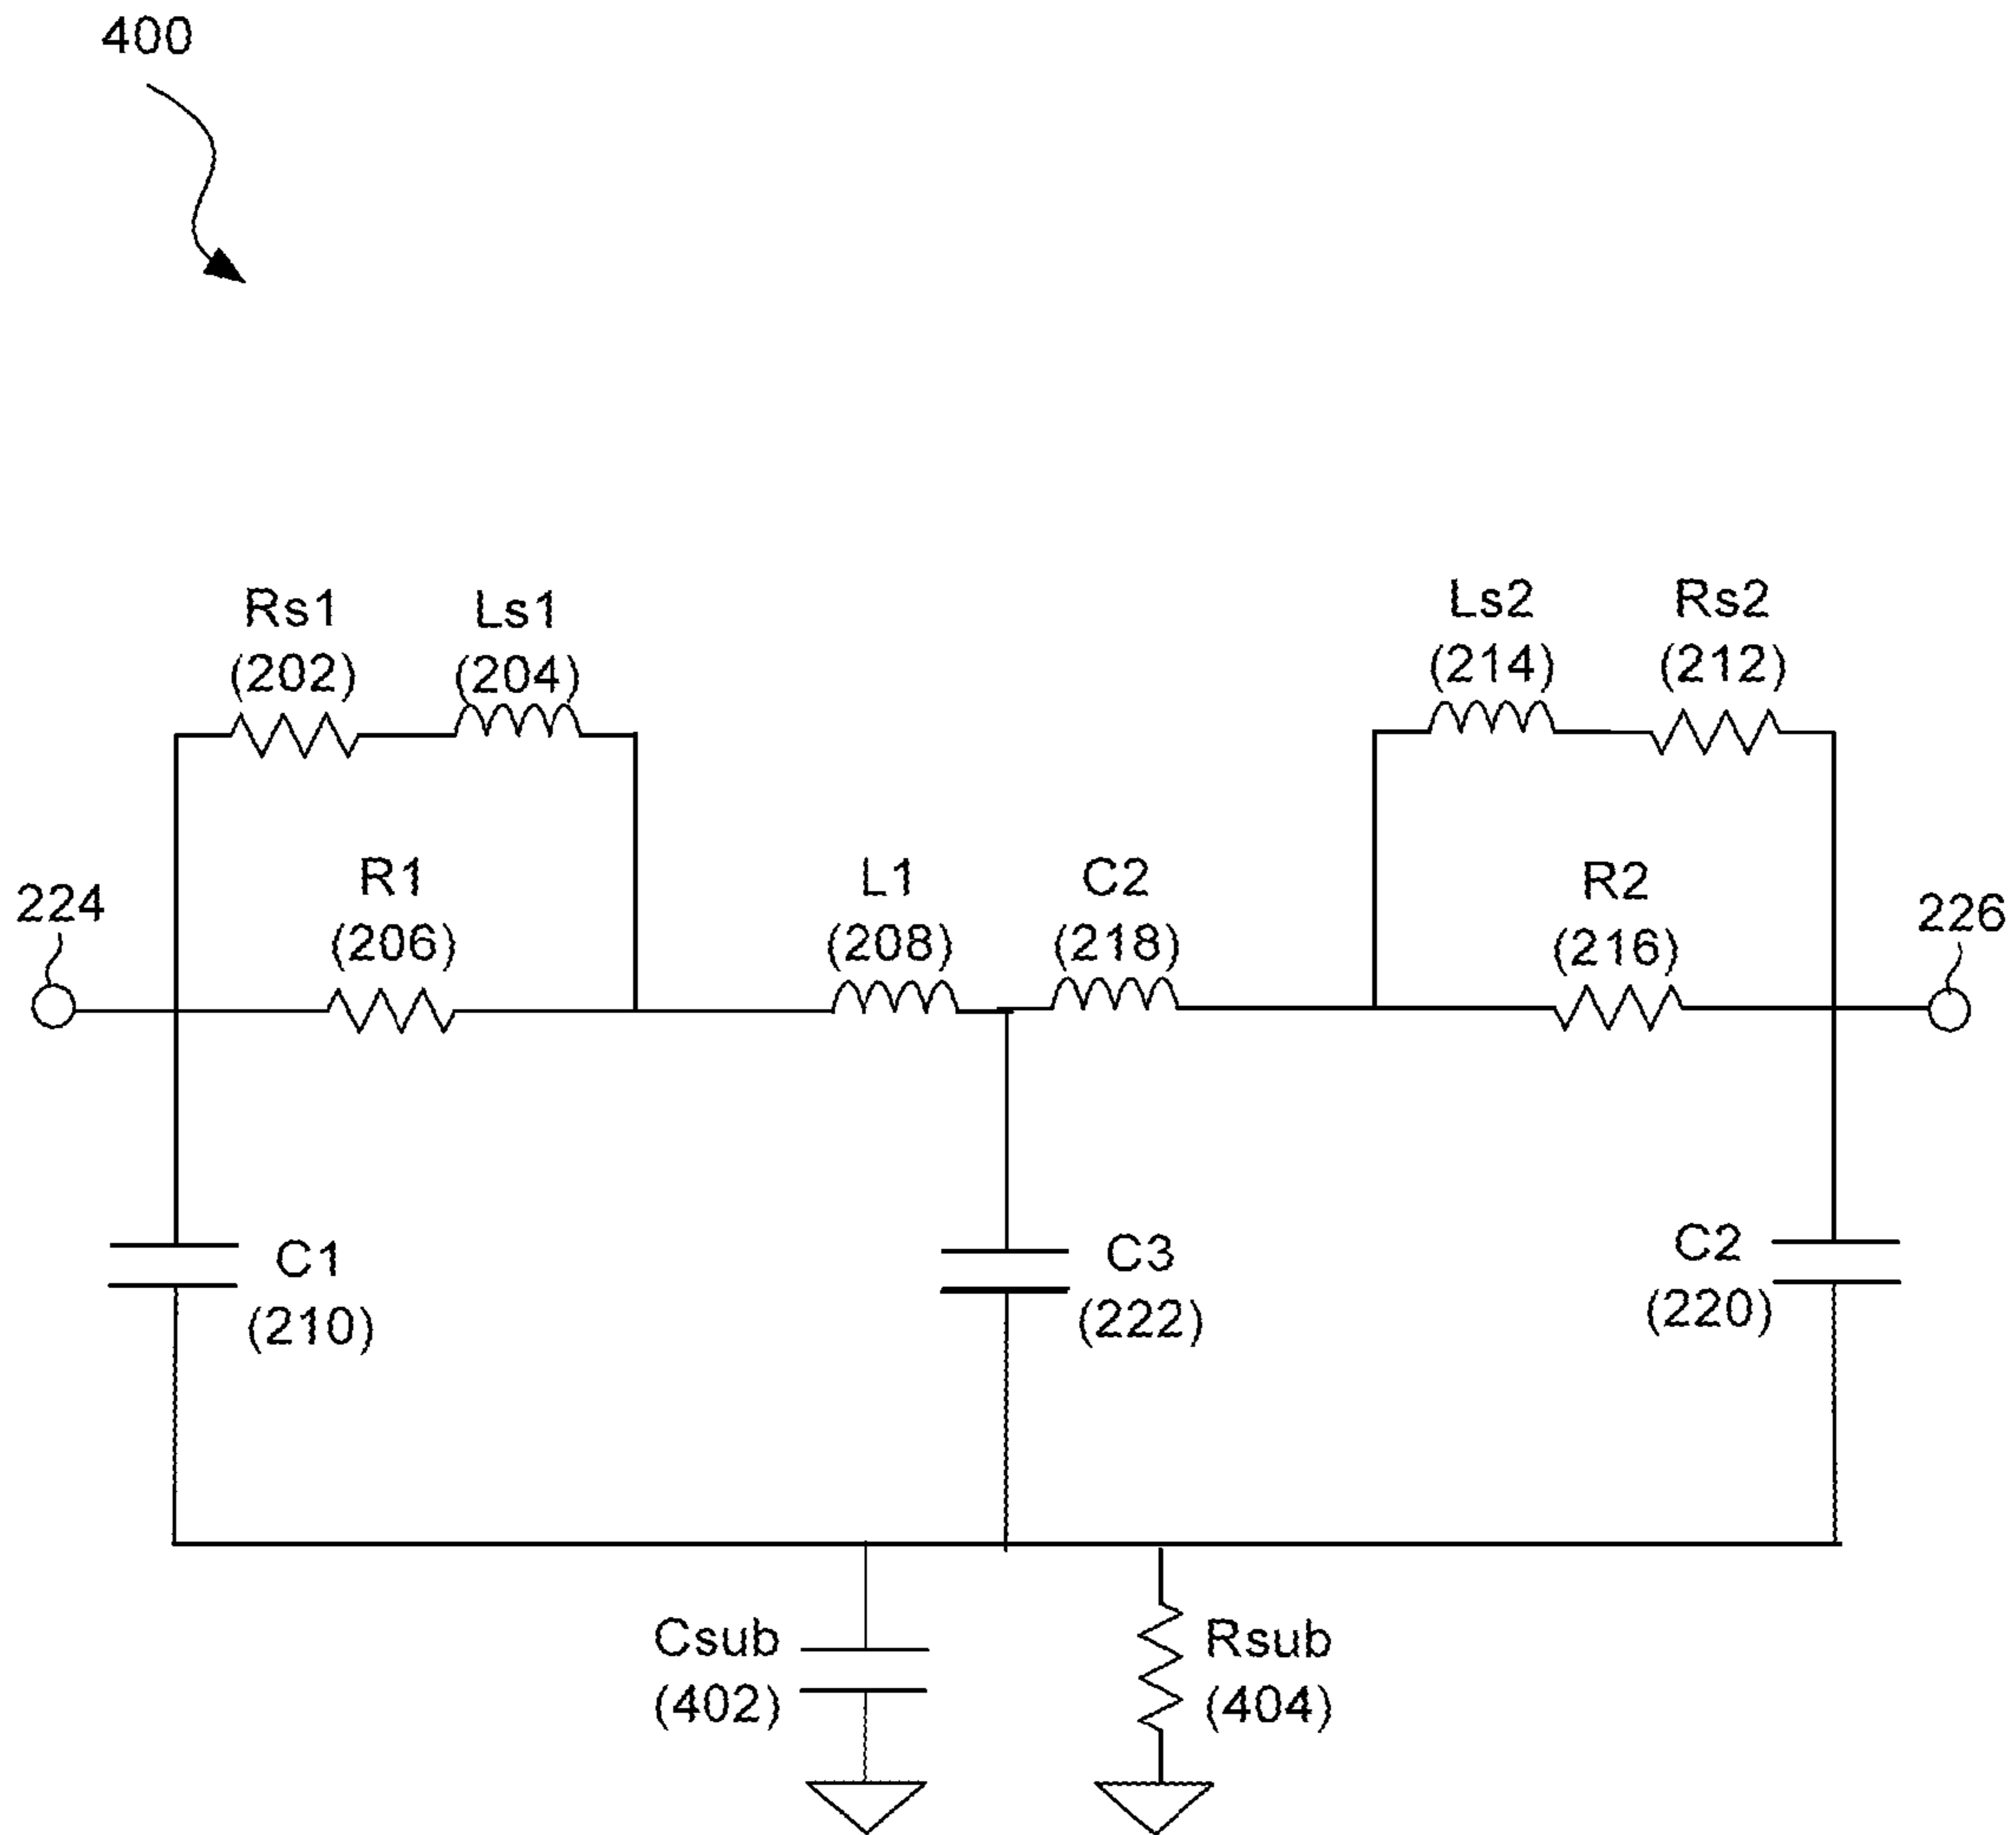 400
Rs1
(202)
Ls1
(204)
Ls2
(214)
Rs2
(212)
224
R1
(206)
L1
(208)
C2
(218)
R2
(216)
226
C1
(210)
C3
(222)
C2
(220)
Csub
(402)
Rsub
(404)